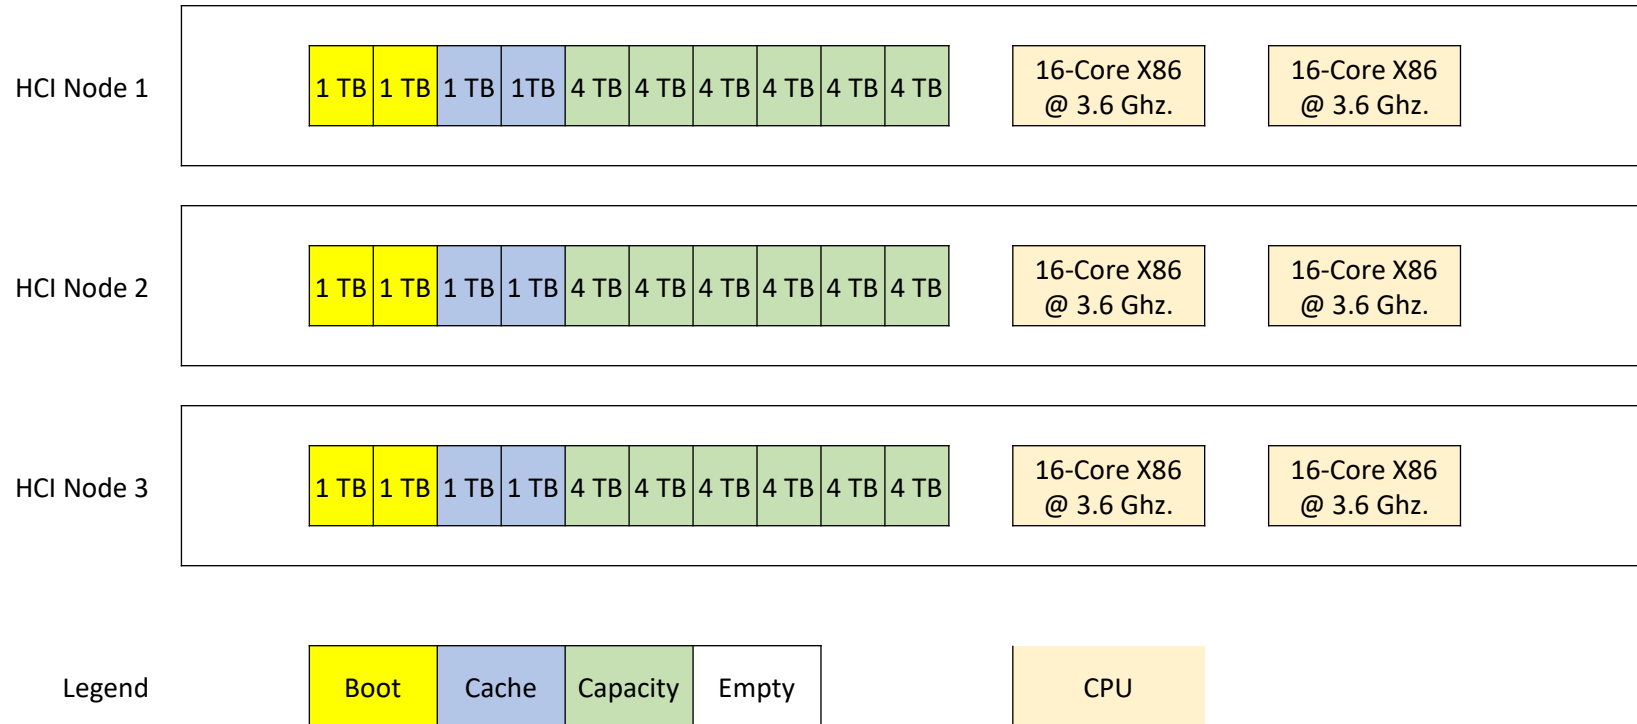 HCI Node 1
1 TB 1 TB 1 TB 1TB 4 TB 4 TB 4 TB 4 TB 4 TB 4 TB
16-Core X86
@ 3.6 Ghz.
16-Core X86
@ 3.6 Ghz.
HCI Node 2
1 TB 1 TB 1 TB 1 TB 4 TB 4 TB 4 TB 4 TB 4 TB 4 TB
16-Core X86
@ 3.6 Ghz.
16-Core X86
@ 3.6 Ghz.
HCI Node 3
1 TB 1 TB 1 TB 1 TB 4 TB 4 TB 4 TB 4 TB 4 TB 4 TB
16-Core X86
@ 3.6 Ghz.
16-Core X86
@ 3.6 Ghz.
Legend
Boot Cache Capacity Empty CPU